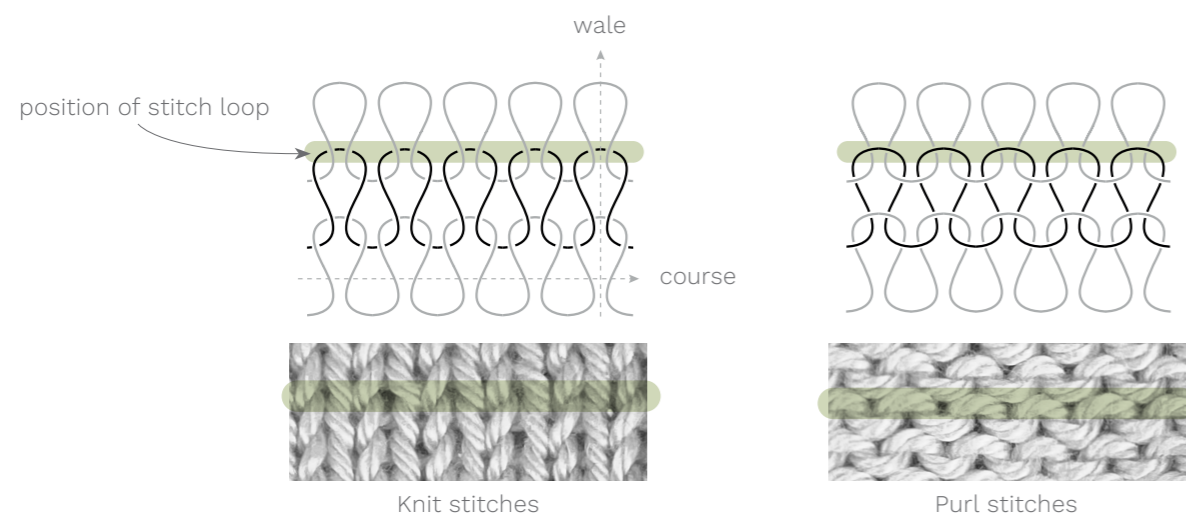 wale
position of stitch loop
course
Knit stitches
Purl stitches